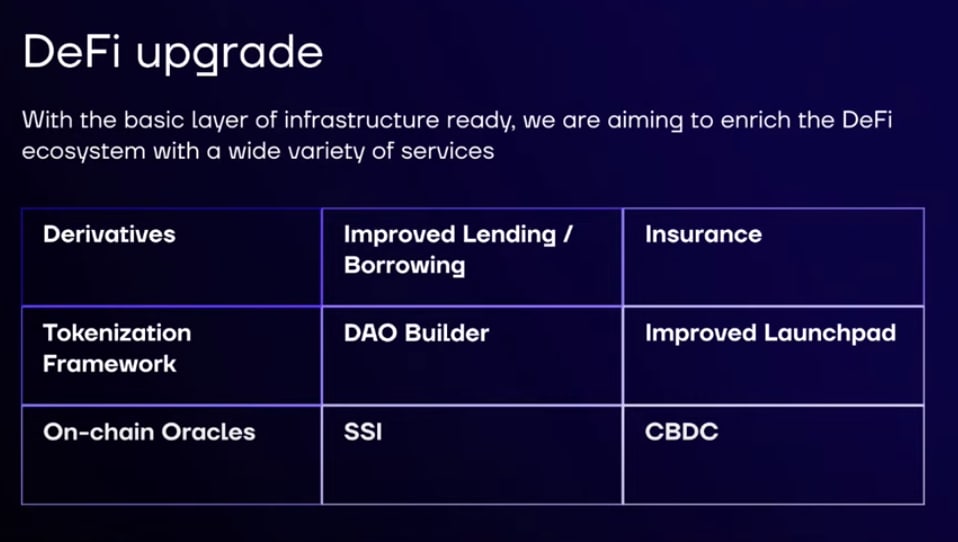 DeFi upgrade
With the basic layer of infrastructure ready, we are aiming to enrich the DeFi
ecosystem with a wide variety of services
Derivatives
Improved Lending /
Borrowing
Insurance
Tokenization
Framework
DAO Builder
Improved Launchpad
On-chain Oracles
SSI
CBDC